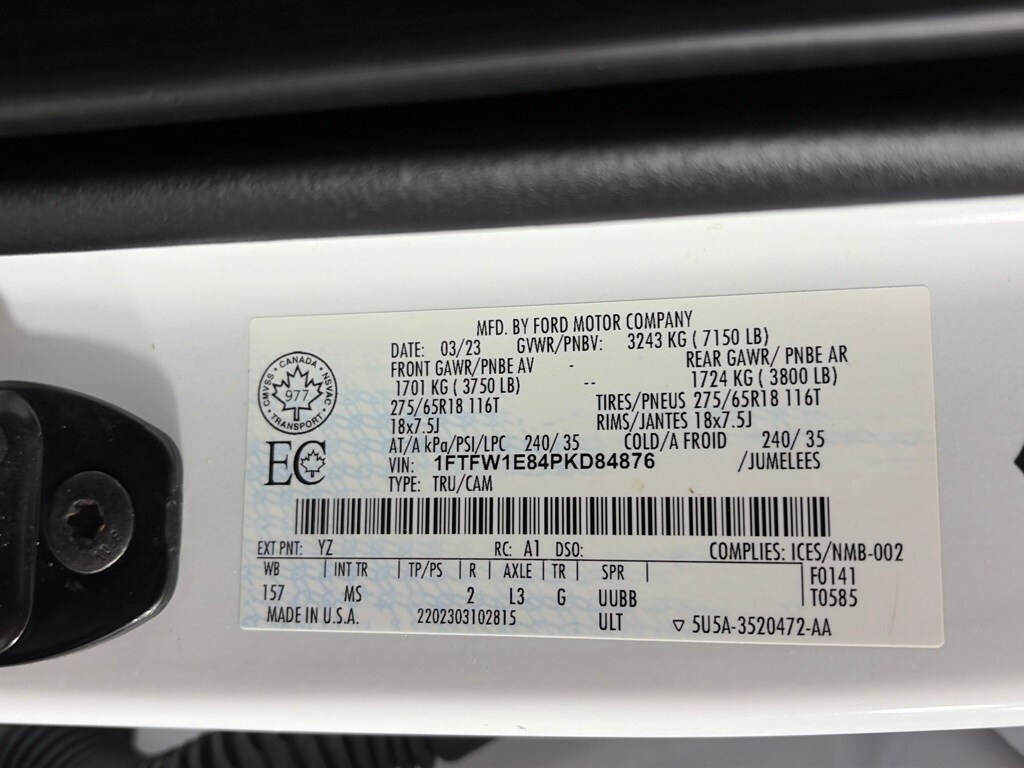 MFD. BY FORD MOTOR COMPANY
DATE: 03/23 GVWR/PNBV: 3243 KG ( 7150 LB)
FRONT GAWR/PNBE AV - REAR GAWR/ PNBE AR
1701 KG ( 3750 LB) -- 1724 KG ( 3800 LB)
275/65R18 116T TIRES/PNEUS 275/65R18 116T
18x7.5J RIMS/JANTES 18x7.5J
AT/A kPa/PSI/LPC 240/ 35 COLD/A FROID 240/ 35
VIN: 1FTFW1E84PKD84876 /JUMELEES
TYPE: TRU/CAM
CANADA
CMVSS NSVAC
977
TRANSPORT
EC
EXT PNT: YZ RC: A1 DSO: COMPLIES: ICES/NMB-002
WB | INT TR | TP/PS | R | AXLE | TR | SPR | F0141
157 MS 2 L3 G UUBB T0585
MADE IN U.S.A. 2202303102815 ULT ▽ 5U5A-3520472-AA